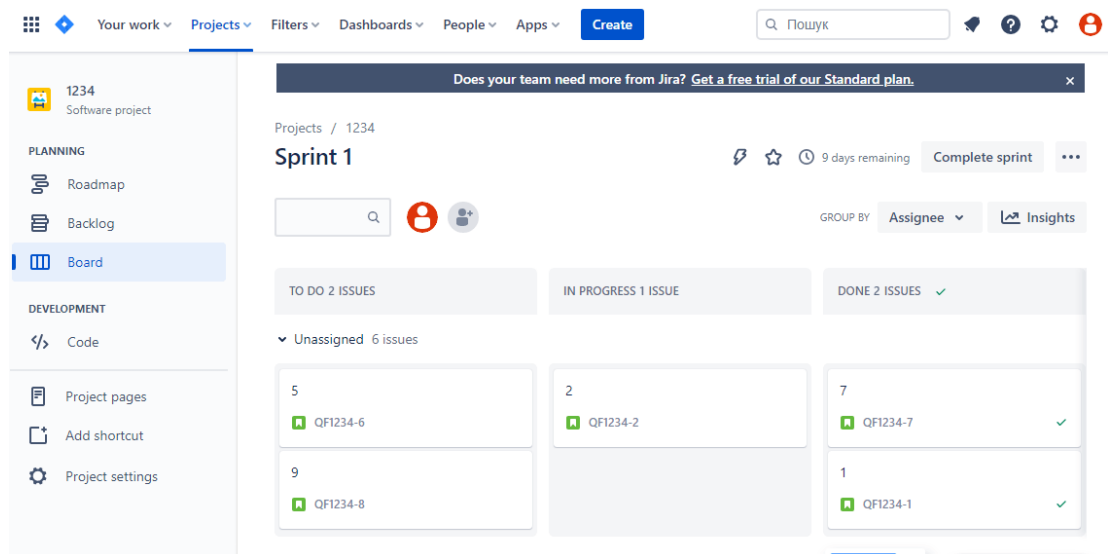 Your work Projects Filters Dashboards People Apps Create Пошук
Does your team need more from Jira? Get a free trial of our Standard plan.
1234
Software project
PLANNING
Roadmap
Backlog
Board
DEVELOPMENT
Code
Project pages
Add shortcut
Project settings
Projects / 1234
Sprint 1
9 days remaining Complete sprint
GROUP BY Assignee Insights
TO DO 2 ISSUES IN PROGRESS 1 ISSUE DONE 2 ISSUES
Unassigned 6 issues
5
QF1234-6
9
QF1234-8
2
QF1234-2
7
QF1234-7
1
QF1234-1